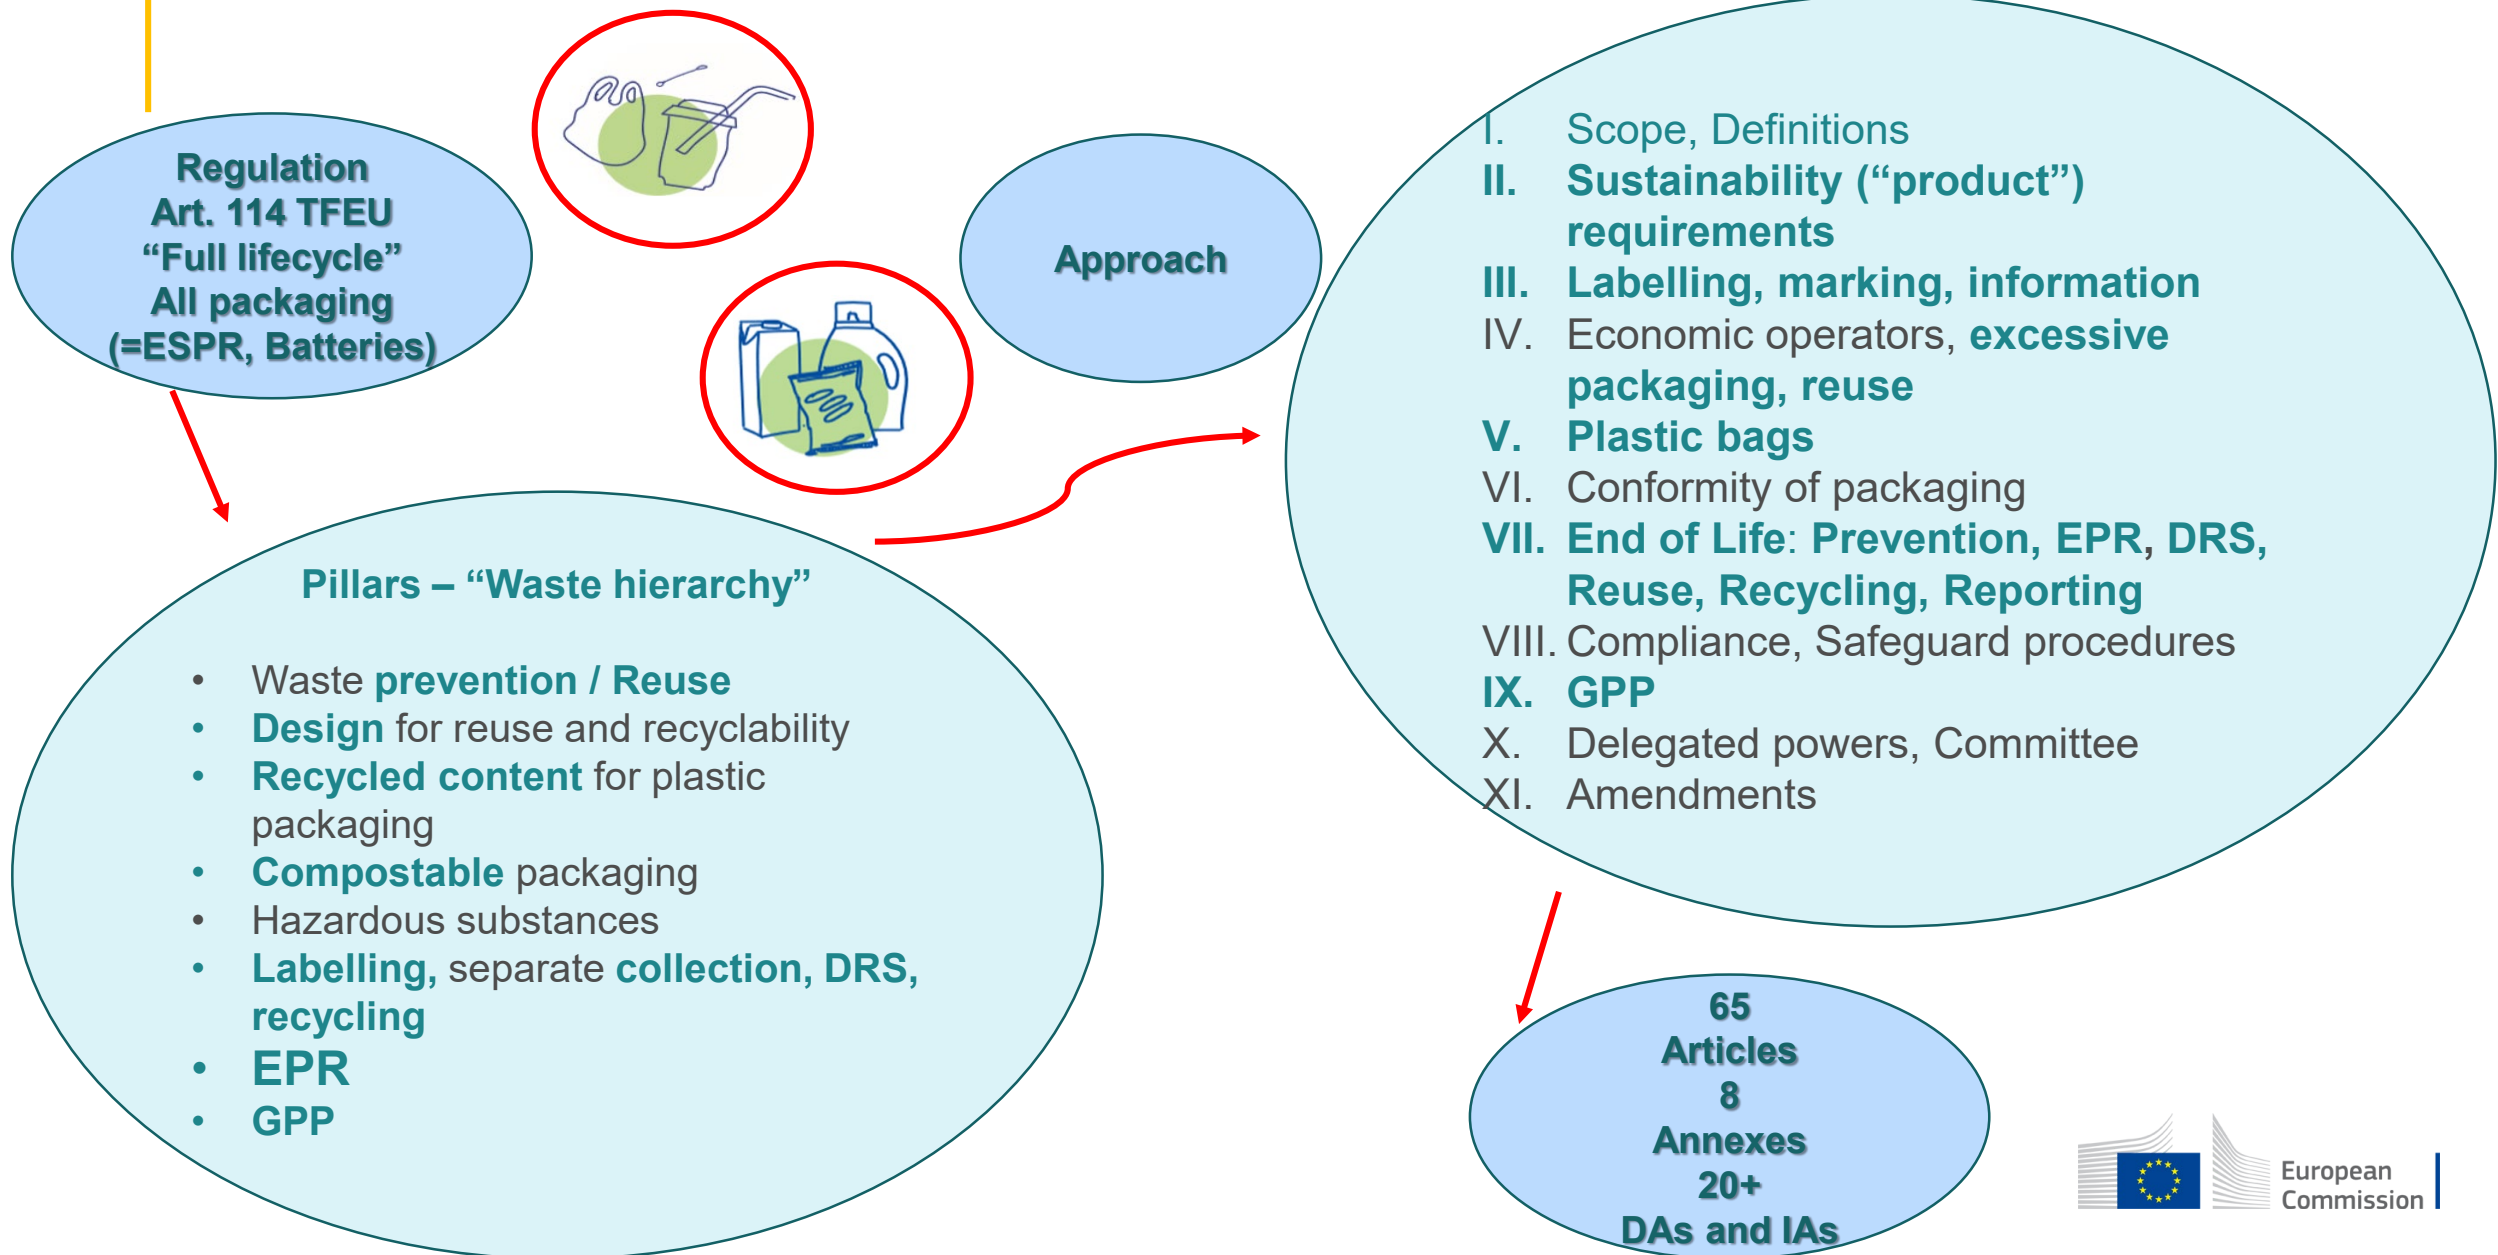 Regulation
Art. 114 TFEU
“Full lifecycle”
All packaging
(=ESPR, Batteries)
Pillars – “Waste hierarchy”
• Waste prevention / Reuse
• Design for reuse and recyclability
• Recycled content for plastic
packaging
• Compostable packaging
• Hazardous substances
• Labelling, separate collection, DRS,
recycling
• EPR
• GPP
Approach
I. Scope, Definitions
II. Sustainability (“product”)
requirements
III. Labelling, marking, information
IV. Economic operators, excessive
packaging, reuse
V. Plastic bags
VI. Conformity of packaging
VII. End of Life: Prevention, EPR, DRS,
Reuse, Recycling, Reporting
VIII. Compliance, Safeguard procedures
IX. GPP
X. Delegated powers, Committee
XI. Amendments
65
Articles
8
Annexes
20+
DAs and IAs
European
Commission